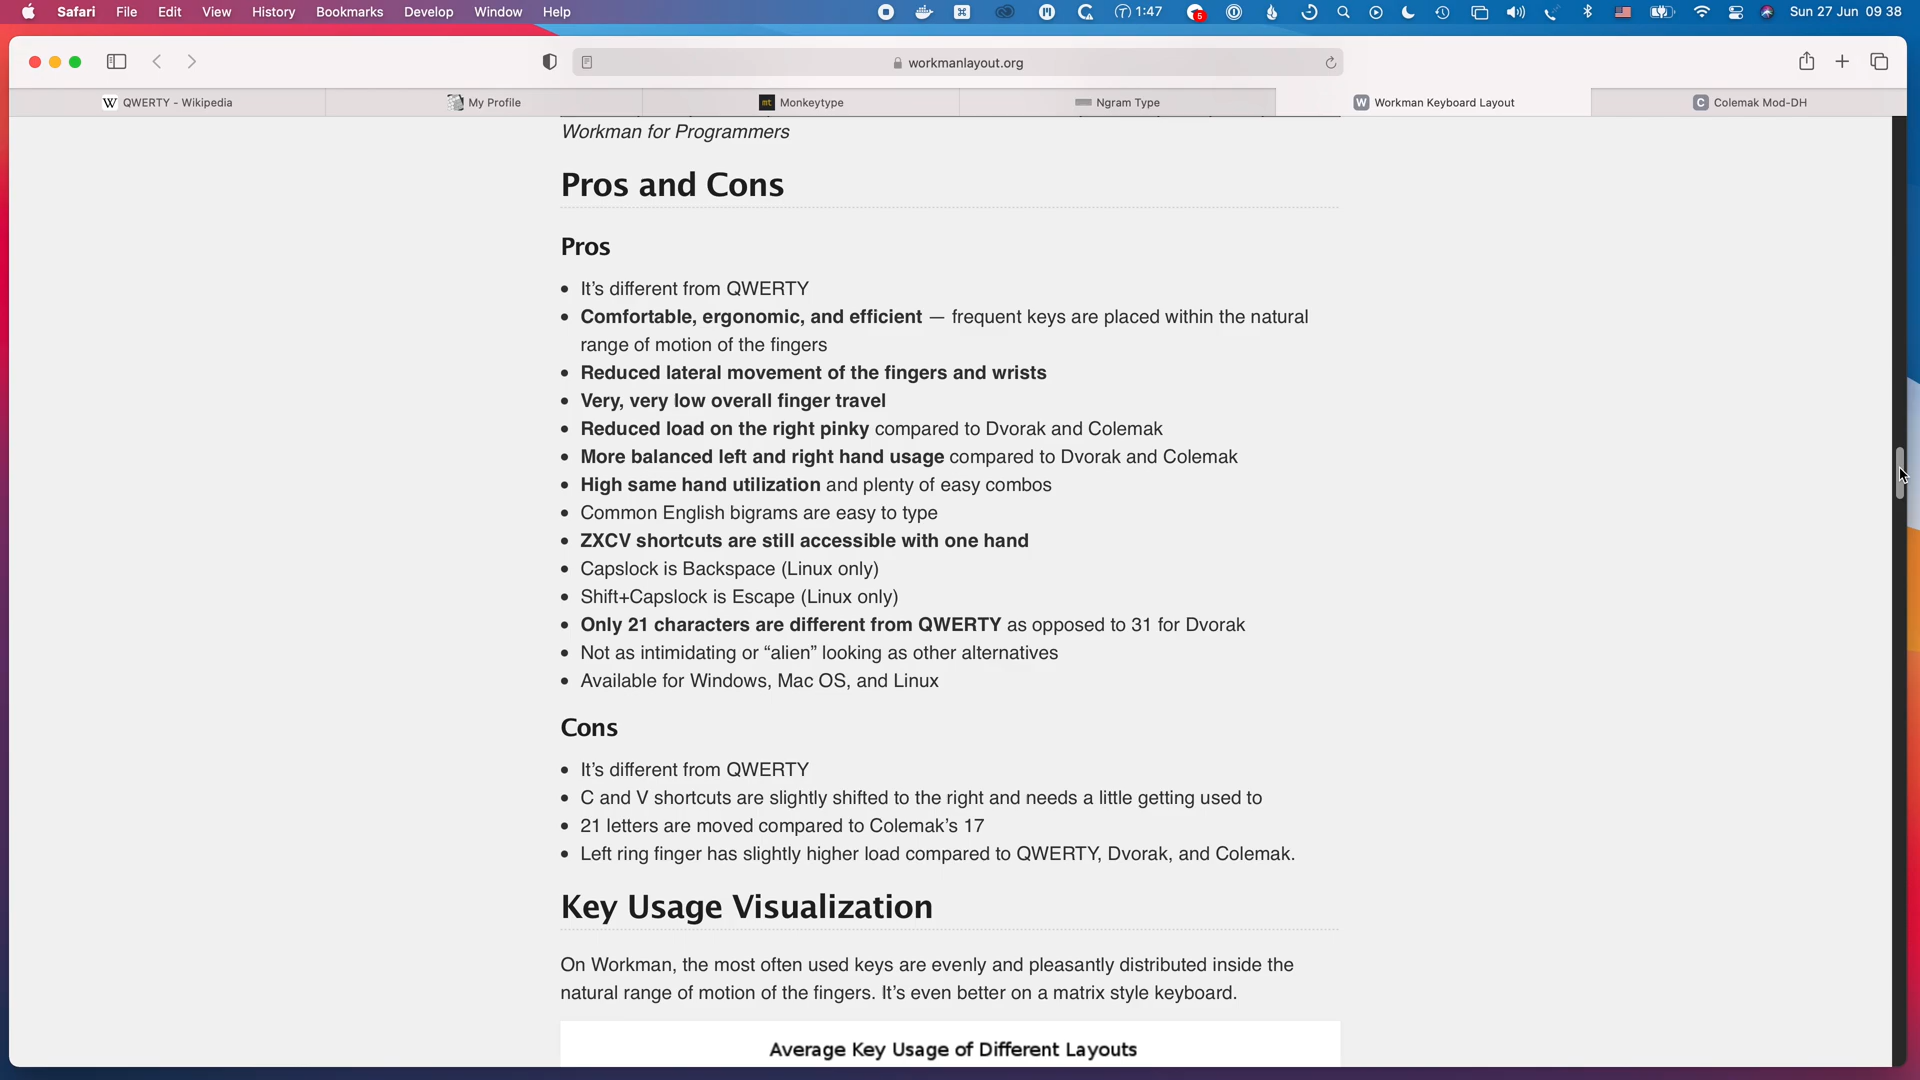 Safari File Edit View History Bookmarks Develop Window Help 1:47 5 Sun 27 Jun 09 38
workmanlayout.org
W QWERTY - Wikipedia My Profile mt Monkeytype Ngram Type W Workman Keyboard Layout C Colemak Mod-DH
Workman for Programmers
Pros and Cons
Pros
• It’s different from QWERTY
• Comfortable, ergonomic, and efficient — frequent keys are placed within the natural
range of motion of the fingers
• Reduced lateral movement of the fingers and wrists
• Very, very low overall finger travel
• Reduced load on the right pinky compared to Dvorak and Colemak
• More balanced left and right hand usage compared to Dvorak and Colemak
• High same hand utilization and plenty of easy combos
• Common English bigrams are easy to type
• ZXCV shortcuts are still accessible with one hand
• Capslock is Backspace (Linux only)
• Shift+Capslock is Escape (Linux only)
• Only 21 characters are different from QWERTY as opposed to 31 for Dvorak
• Not as intimidating or “alien” looking as other alternatives
• Available for Windows, Mac OS, and Linux
Cons
• It’s different from QWERTY
• C and V shortcuts are slightly shifted to the right and needs a little getting used to
• 21 letters are moved compared to Colemak’s 17
• Left ring finger has slightly higher load compared to QWERTY, Dvorak, and Colemak.
Key Usage Visualization
On Workman, the most often used keys are evenly and pleasantly distributed inside the
natural range of motion of the fingers. It’s even better on a matrix style keyboard.
Average Key Usage of Different Layouts